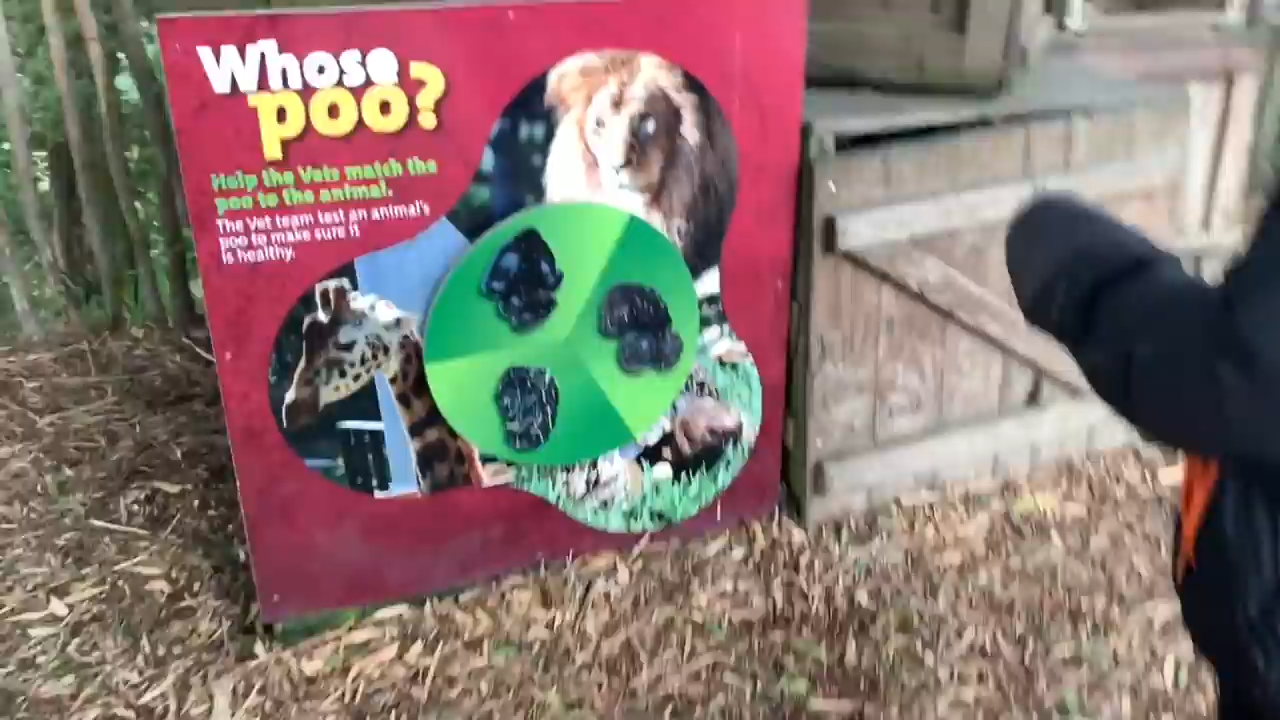 Whose
poo?
Help the Vets match the
poo to the animal.
The Vet team test an animal's
poo to make sure it
is healthy.